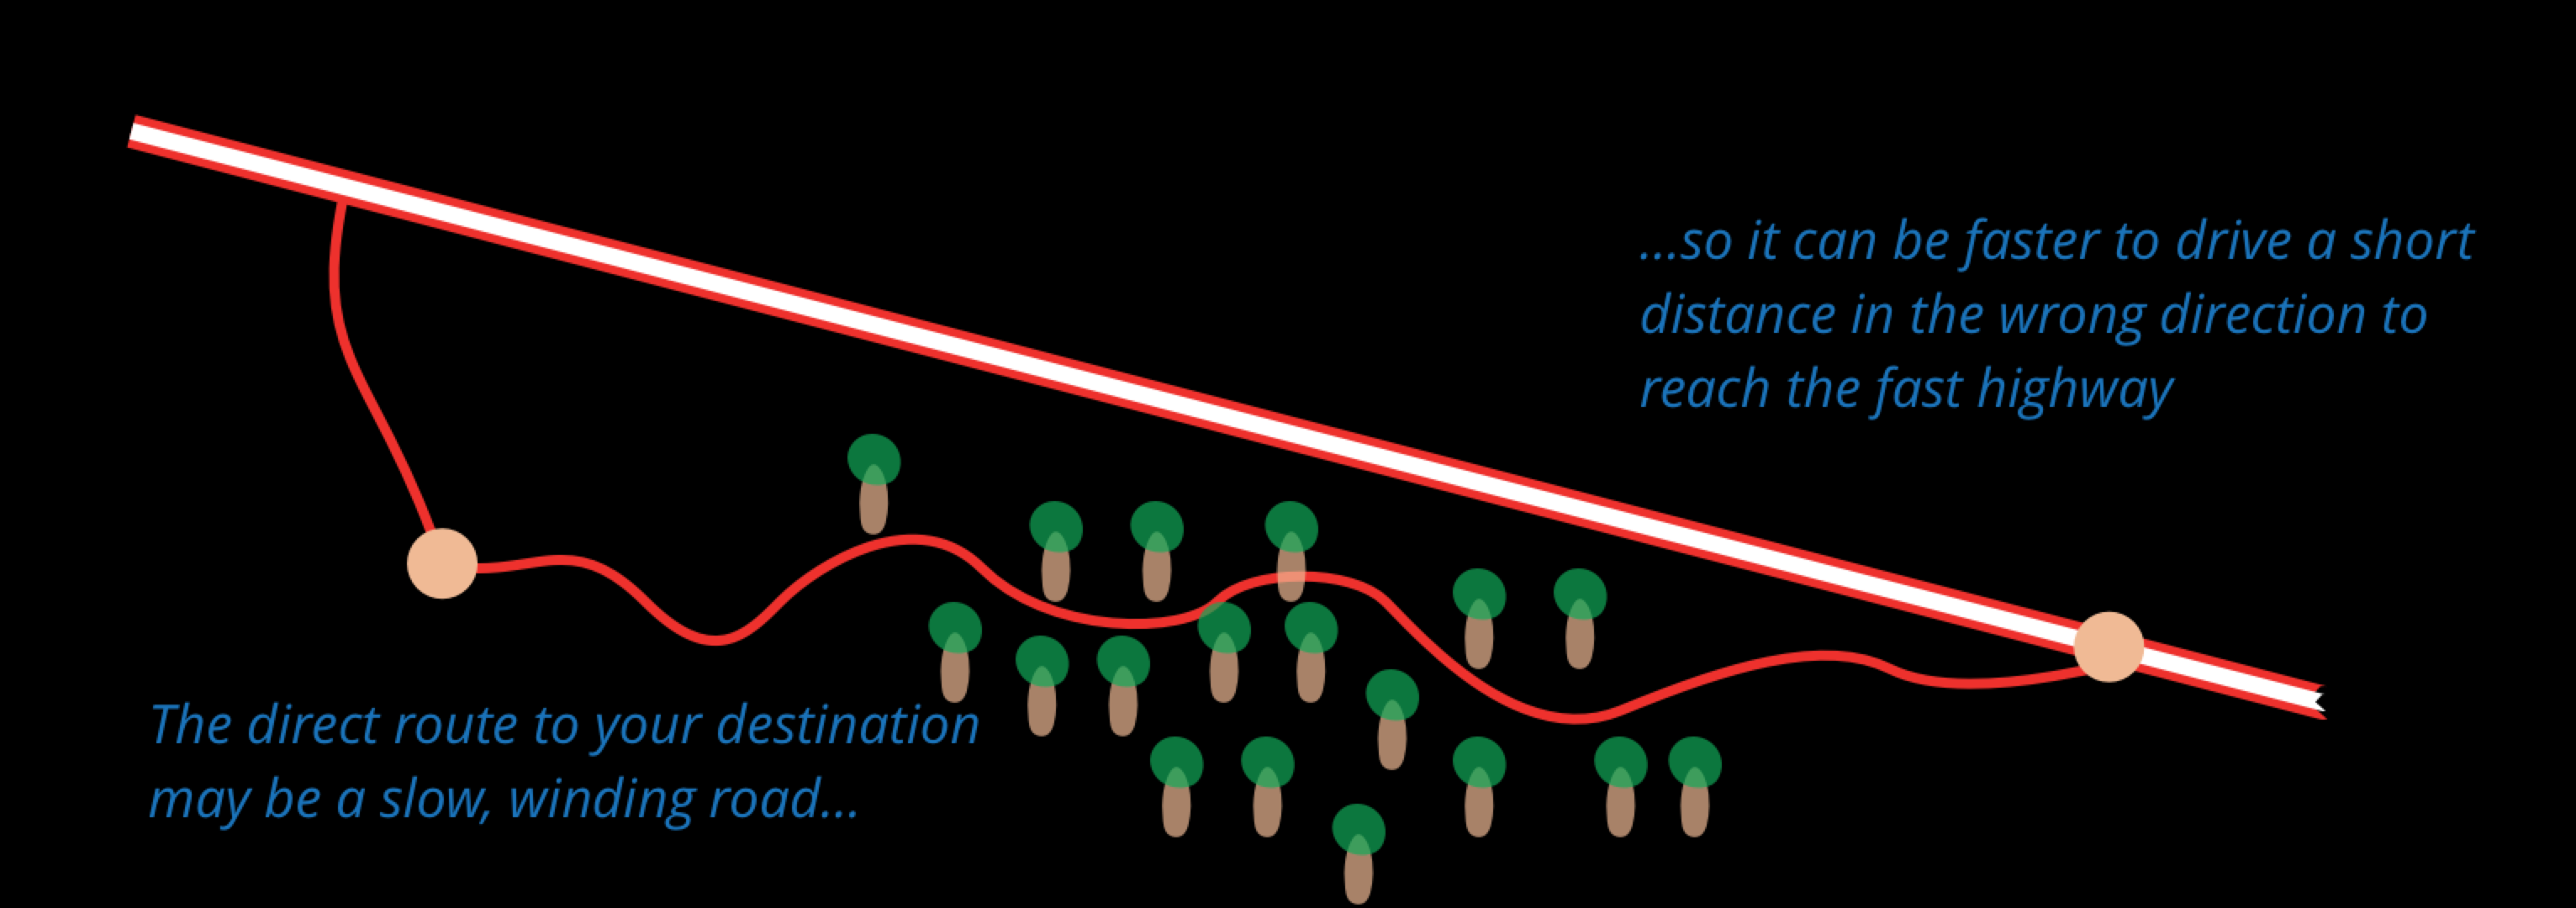 The direct route to your destination
may be a slow, winding road...
...so it can be faster to drive a short
distance in the wrong direction to
reach the fast highway